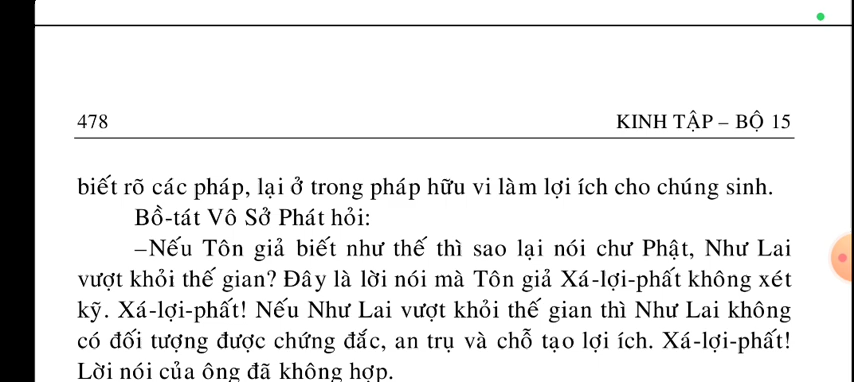 478 KINH TẬP – BỘ 15
biết rõ các pháp, lại ở trong pháp hữu vi làm lợi ích cho chúng sinh.
Bồ-tát Vô Sở Phát hỏi:
–Nếu Tôn giả biết như thế thì sao lại nói chư Phật, Như Lai
vượt khỏi thế gian? Đây là lời nói mà Tôn giả Xá-lợi-phất không xét
kỹ. Xá-lợi-phất! Nếu Như Lai vượt khỏi thế gian thì Như Lai không
có đối tượng được chứng đắc, an trụ và chỗ tạo lợi ích. Xá-lợi-phất!
Lời nói của ông đã không hợp.